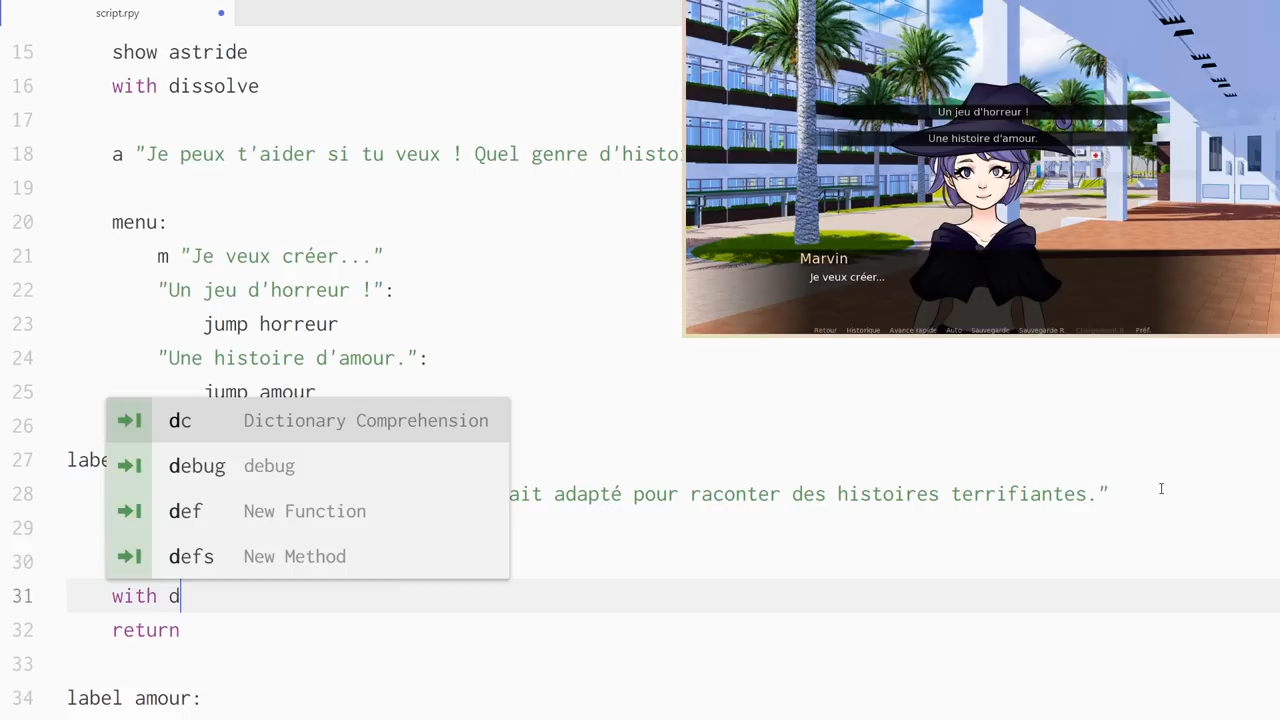 script.rpy
15 show astride
16 with dissolve
17
18 a "Je peux t'aider si tu veux ! Quel genre d'histo
19
20 menu:
21 m "Je veux créer..."
22 "Un jeu d'horreur !":
23 jump horreur
24 "Une histoire d'amour.":
25 jump amour
26
27 labe
28 ait adapté pour raconter des histoires terrifiantes."
29
30
31 with d
32 return
33
34 label amour:
dc Dictionary Comprehension
debug debug
def New Function
defs New Method
Un jeu d'horreur !
Une histoire d'amour.
Marvin
Je veux créer...
Retour Historique Avance rapide Auto Sauvegarde Sauvegarde R. Chargement R. Préf.